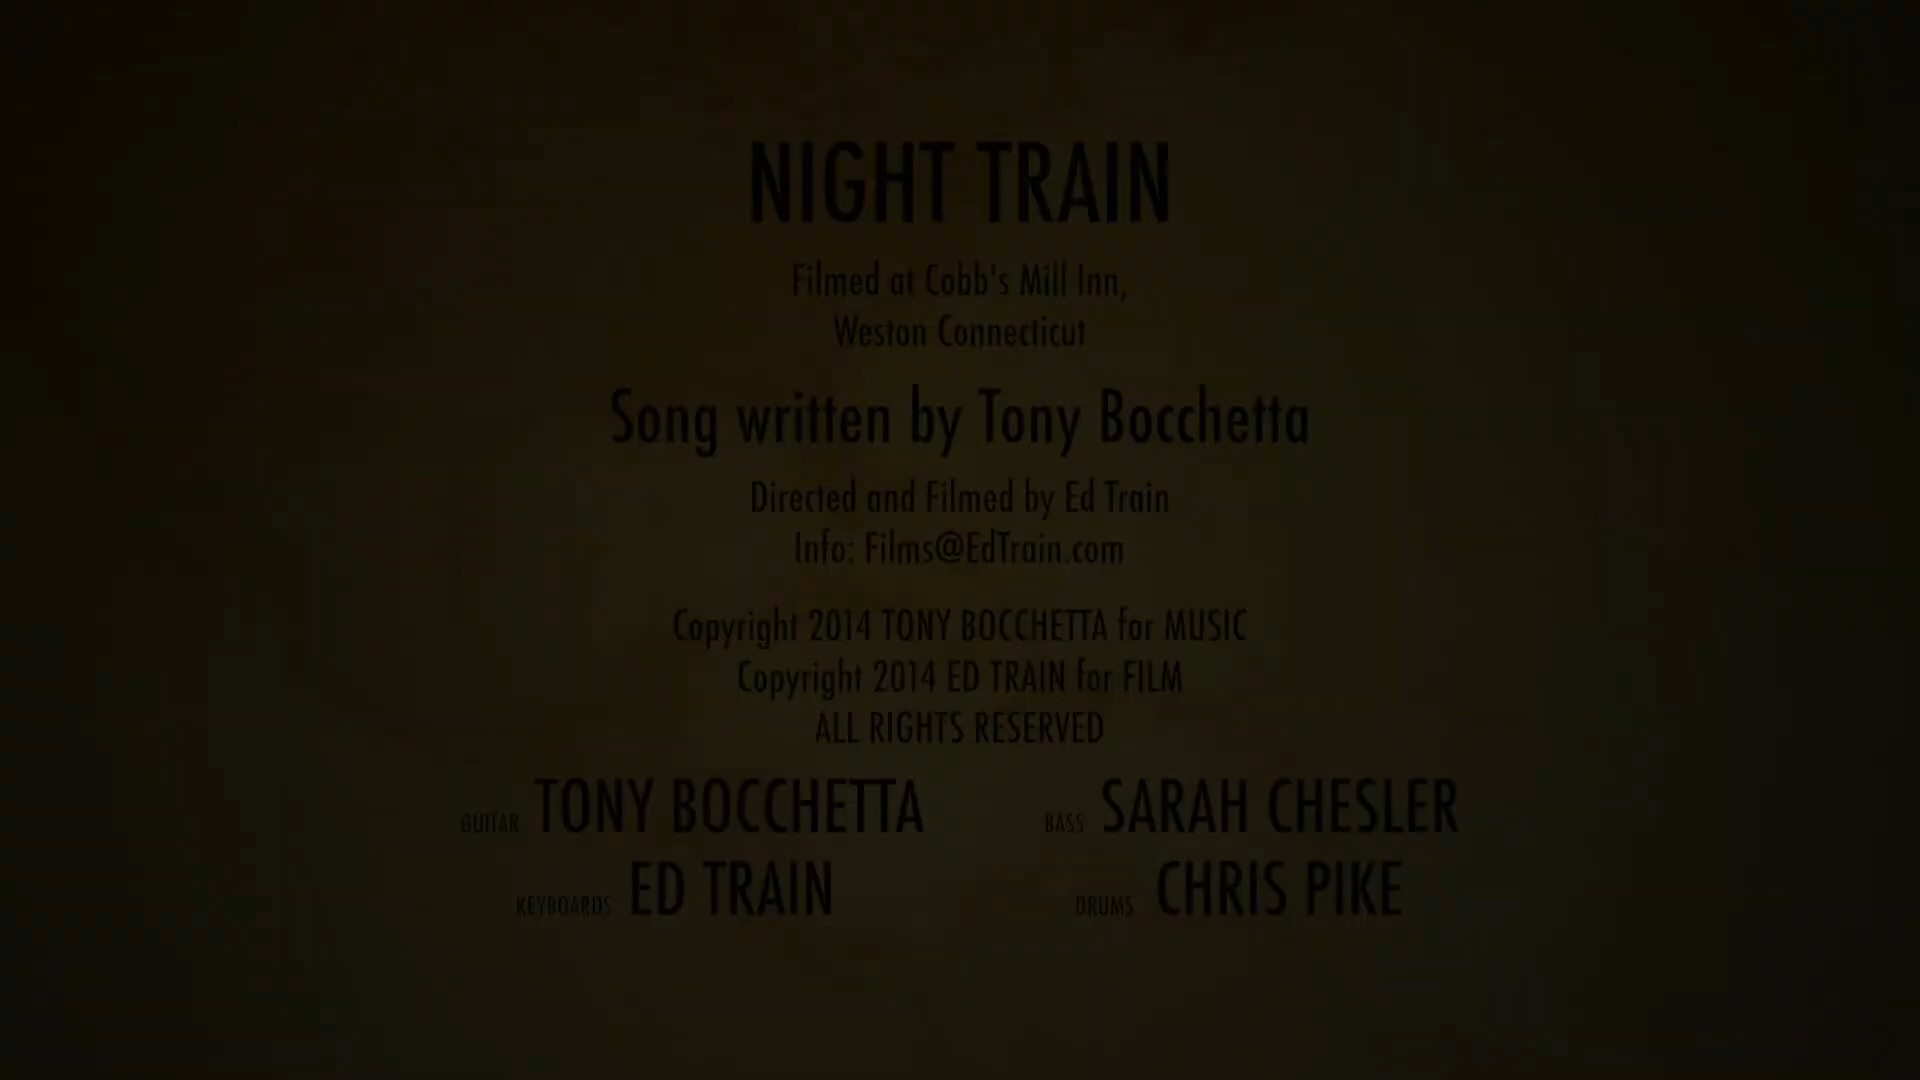 NIGHT TRAIN
Filmed at Cobb's Mill Inn,
Weston Connecticut
Song written by Tony Bocchetta
Directed and Filmed by Ed Train
Info: Films@EdTrain.com
Copyright 2014 TONY BOCCHETTA for MUSIC
Copyright 2014 ED TRAIN for FILM
ALL RIGHTS RESERVED
GUITAR TONY BOCCHETTA BASS SARAH CHESLER
KEYBOARDS ED TRAIN DRUMS CHRIS PIKE